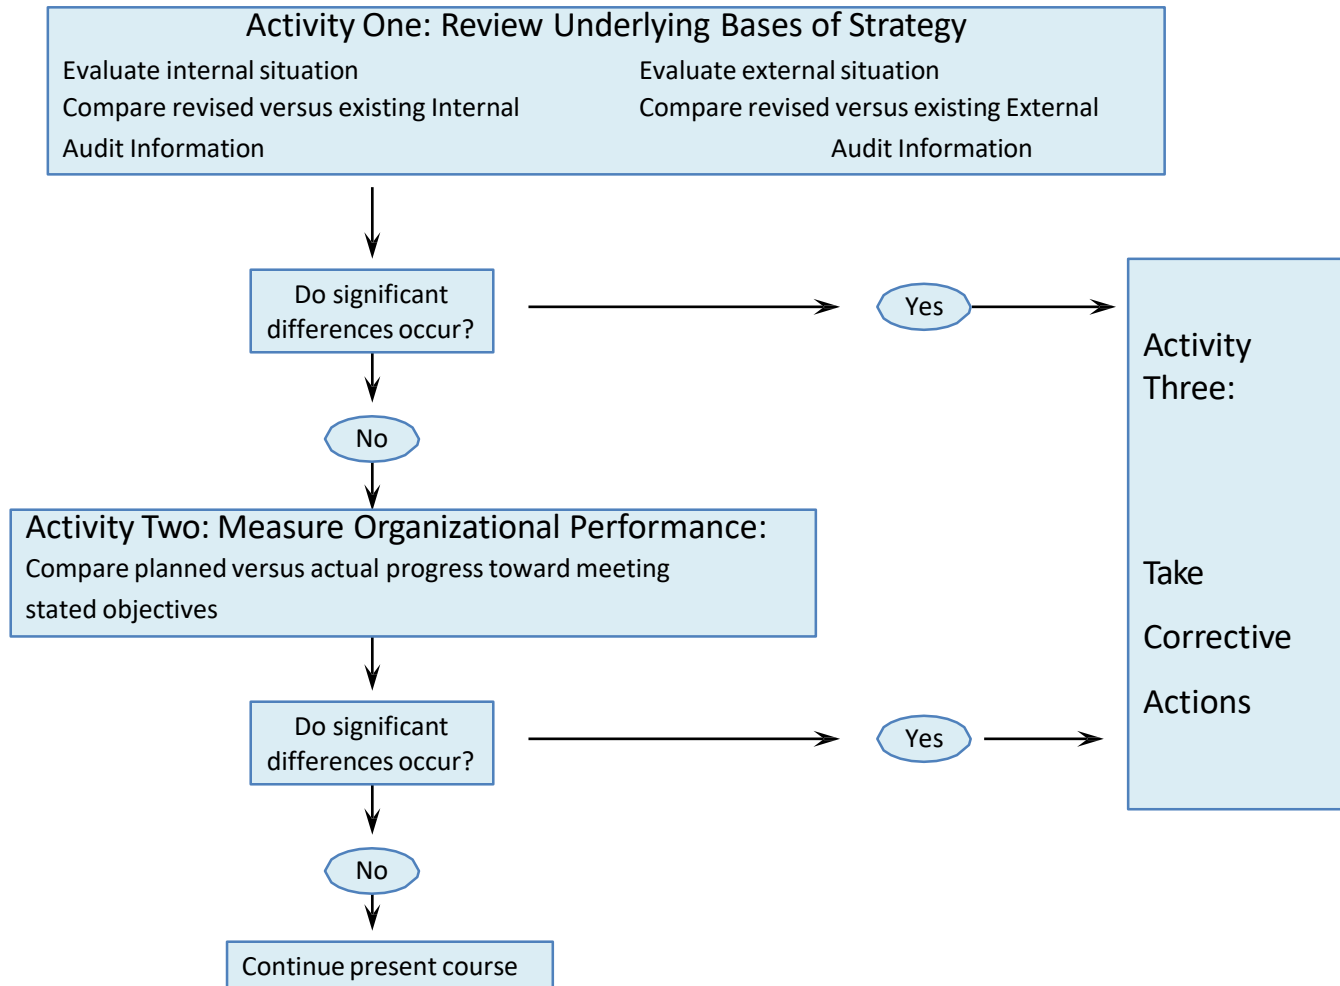 Activity One: Review Underlying Bases of Strategy
Evaluate internal situation
Compare revised versus existing Internal
Audit Information
Evaluate external situation
Compare revised versus existing External
Audit Information
Do significant
differences occur?
Yes
No
Activity
Three:
Take
Corrective
Actions
Activity Two: Measure Organizational Performance:
Compare planned versus actual progress toward meeting
stated objectives
Do significant
differences occur?
Yes
No
Continue present course